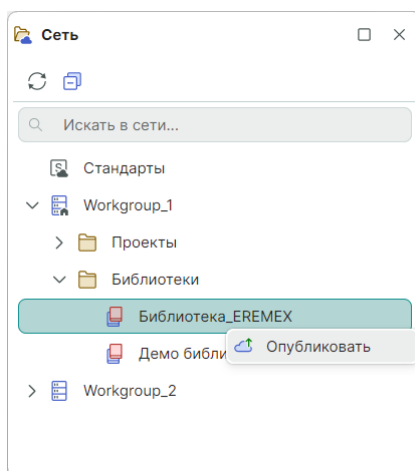 Сеть
Искать в сети...
Стандарты
Workgroup_1
Проекты
Библиотеки
Библиотека_EREMEX
Опубликовать
Демо библи
Workgroup_2